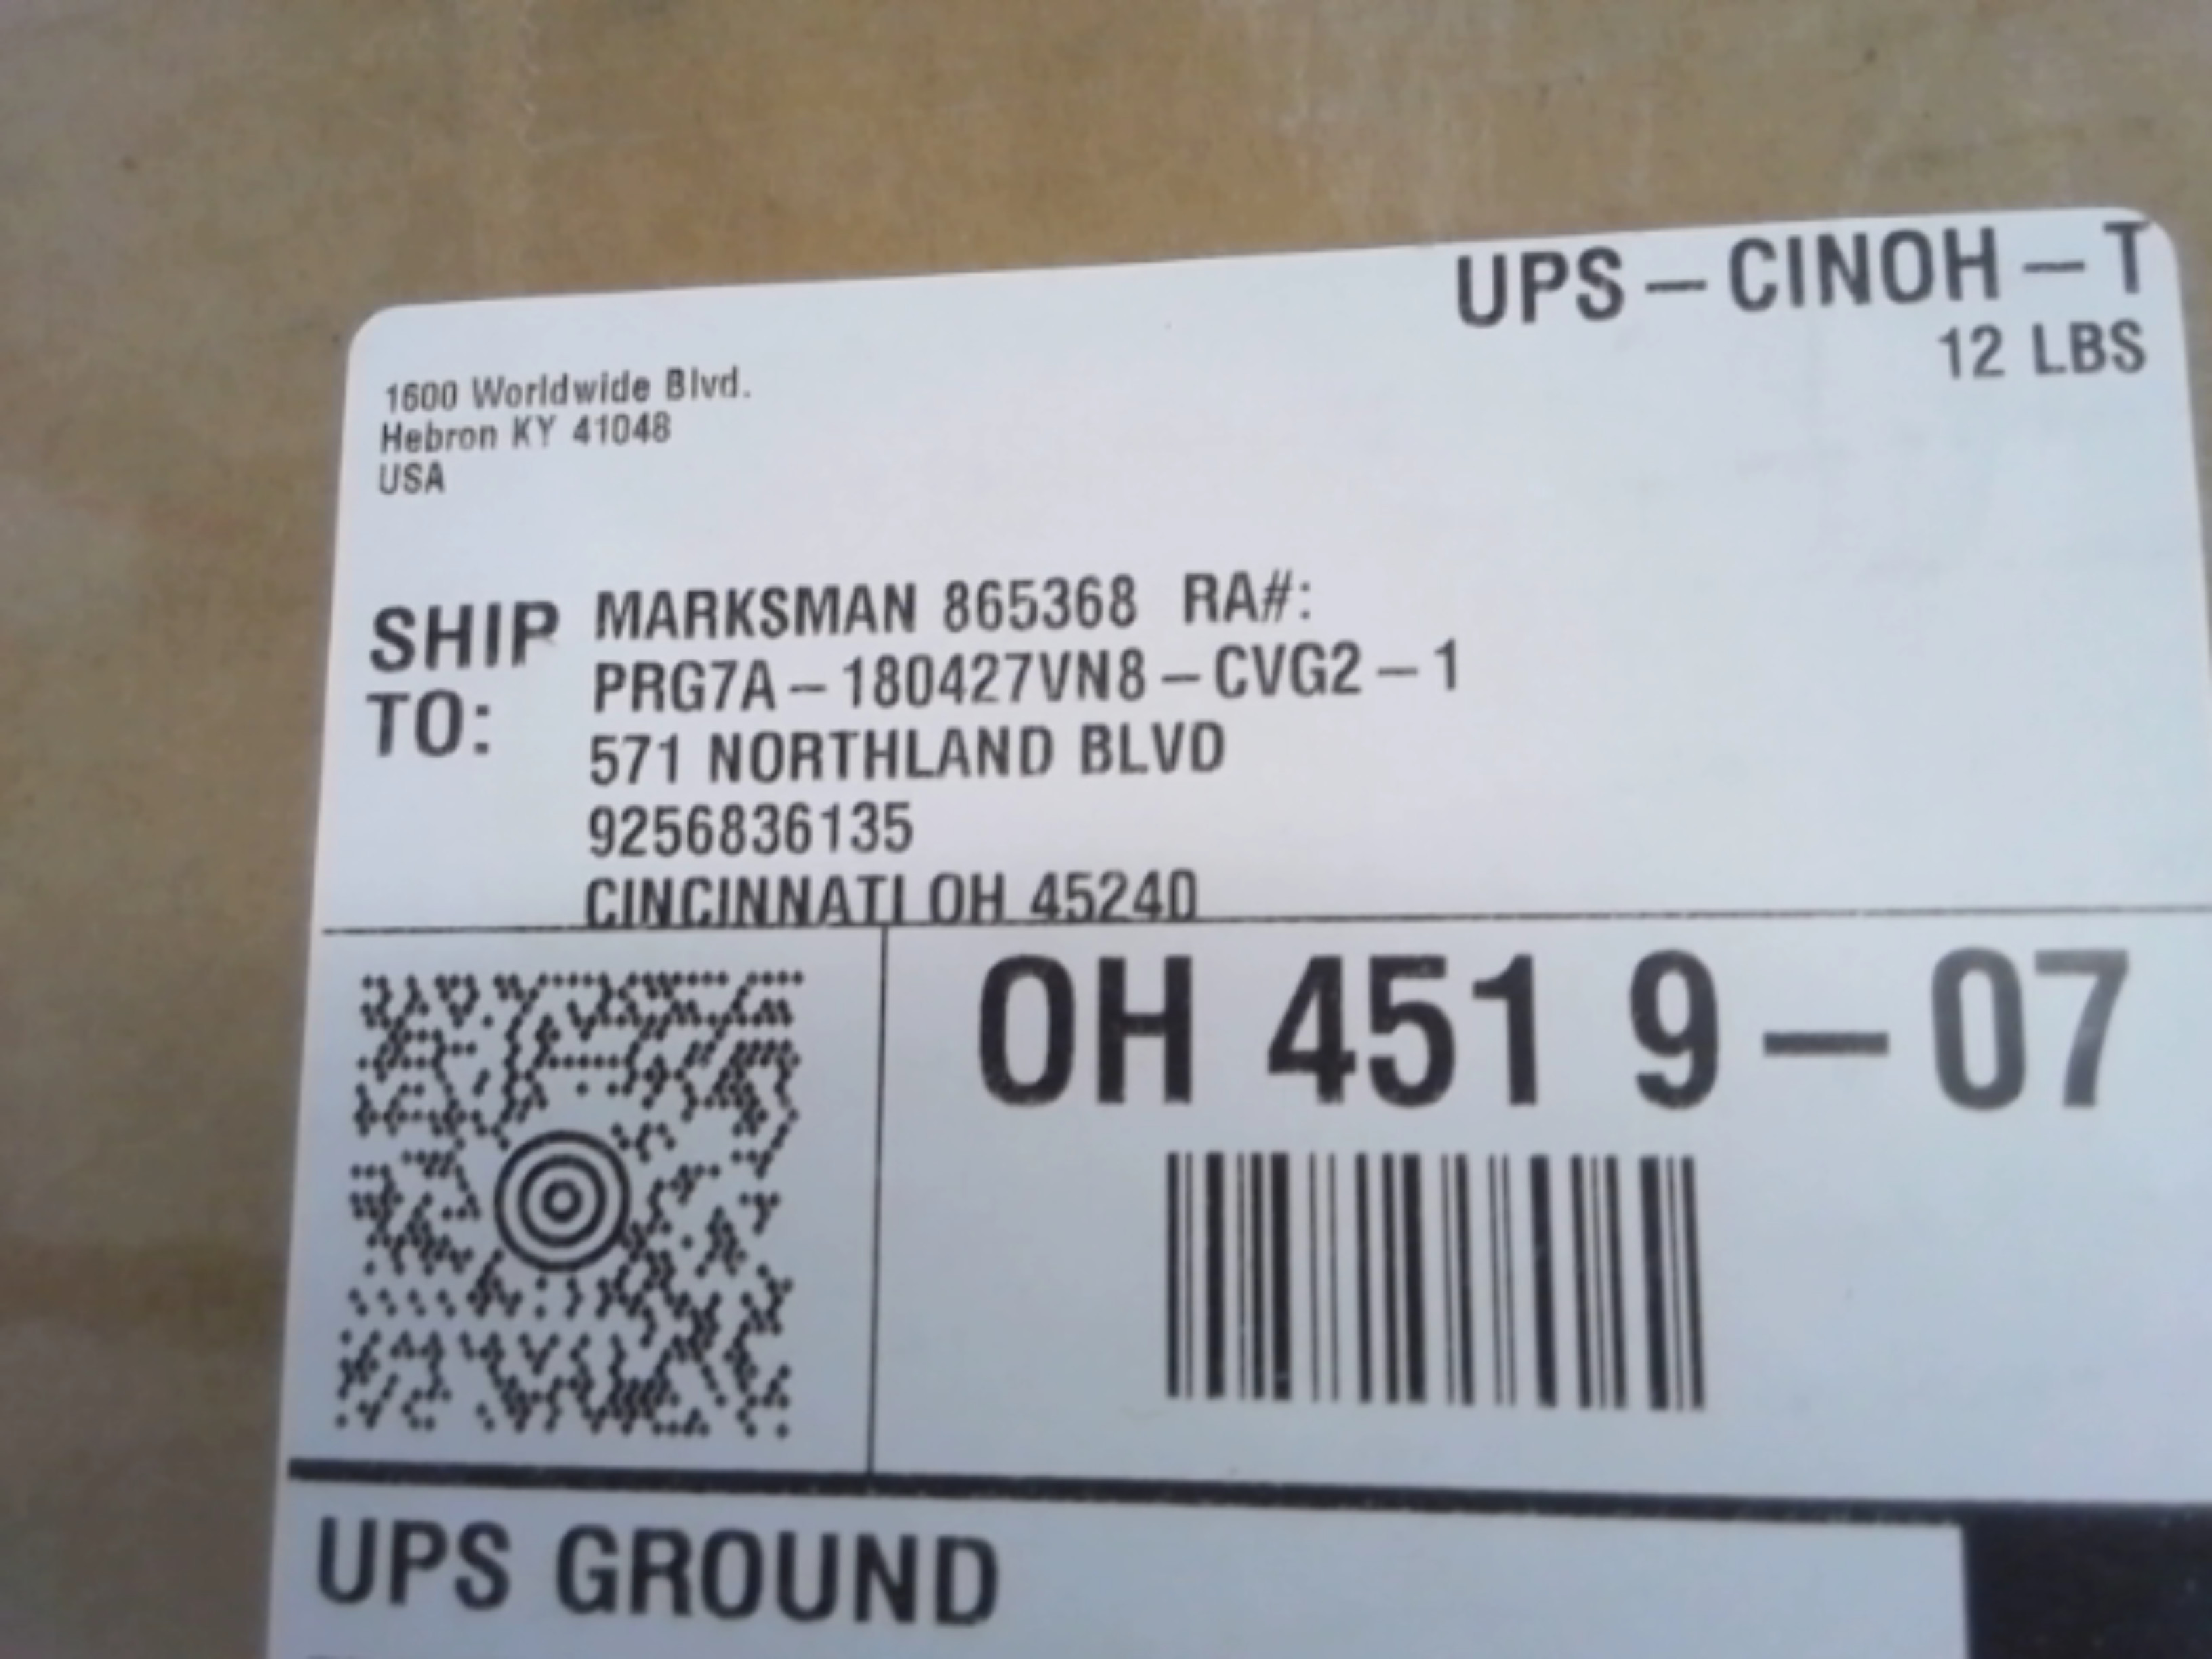 UPS - CINOH - T
12 LBS
1600 Worldwide Blvd.
Hebron KY 41048
USA
SHIP TO:
MARKSMAN 865368 RA#:
PRG7A - 180427VN8 - CVG2 - 1
571 NORTHLAND BLVD
9256836135
CINCINNATI OH 45240
OH 451 9 - 07
UPS GROUND